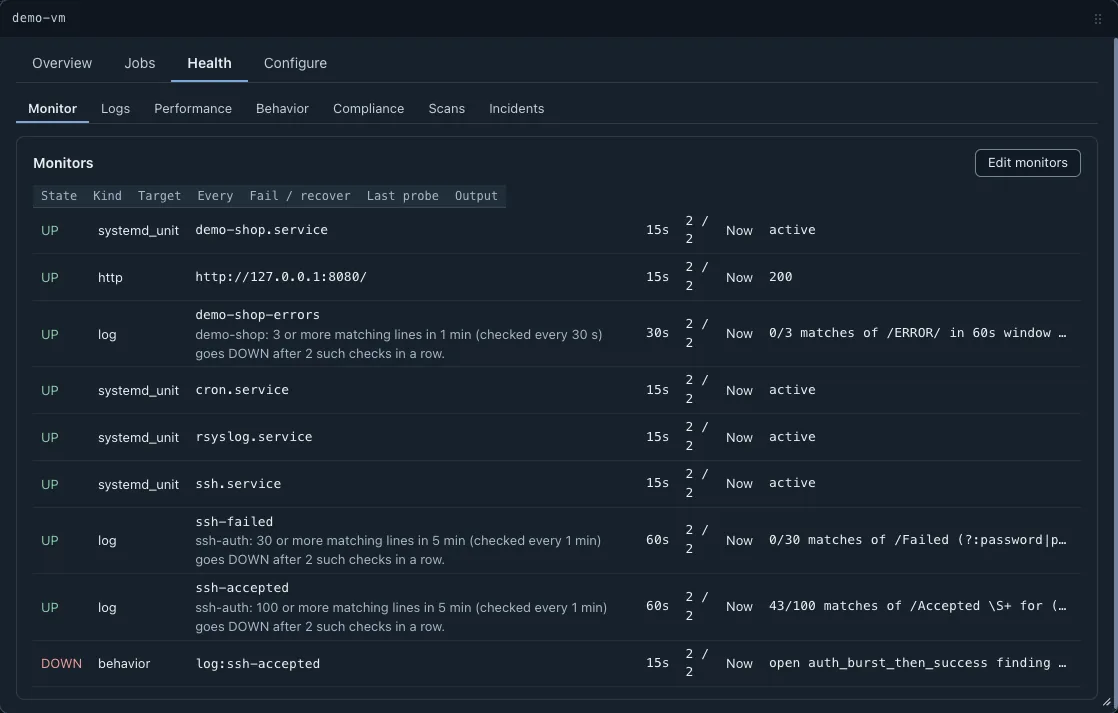 demo-vm
Overview Jobs Health Configure
Monitor Logs Performance Behavior Compliance Scans Incidents
Monitors Edit monitors
State Kind Target Every Fail / recover Last probe Output
UP systemd_unit demo-shop.service 15s 2 / 2 Now active
UP http http://127.0.0.1:8080/ 15s 2 / 2 Now 200
UP log demo-shop-errors 30s 2 / 2 Now 0/3 matches of /ERROR/ in 60s window …
demo-shop: 3 or more matching lines in 1 min (checked every 30 s)
goes DOWN after 2 such checks in a row.
UP systemd_unit cron.service 15s 2 / 2 Now active
UP systemd_unit rsyslog.service 15s 2 / 2 Now active
UP systemd_unit ssh.service 15s 2 / 2 Now active
UP log ssh-failed 60s 2 / 2 Now 0/30 matches of /Failed (?:password|p…
ssh-auth: 30 or more matching lines in 5 min (checked every 1 min)
goes DOWN after 2 such checks in a row.
UP log ssh-accepted 60s 2 / 2 Now 43/100 matches of /Accepted \S+ for (…
ssh-auth: 100 or more matching lines in 5 min (checked every 1 min)
goes DOWN after 2 such checks in a row.
DOWN behavior log:ssh-accepted 15s 2 / 2 Now open auth_burst_then_success finding …